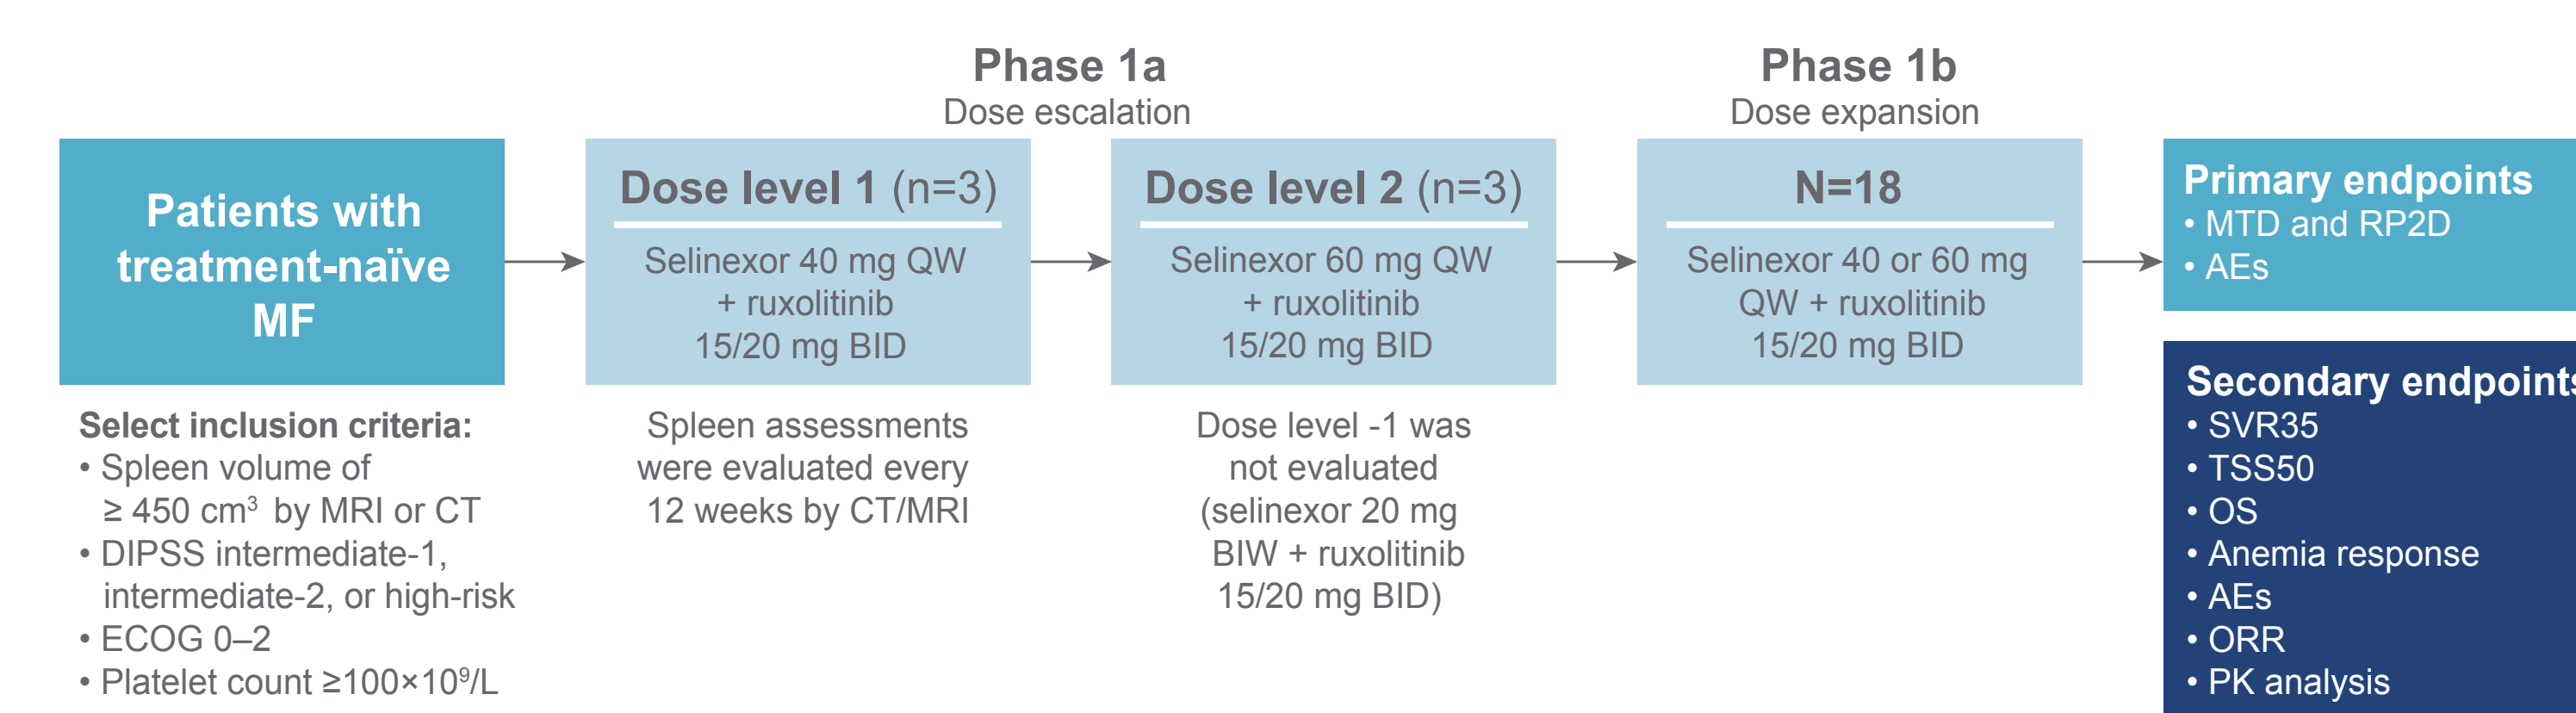 Phase 1a
Dose escalation
Phase 1b
Dose expansion
Patients with
treatment-naïve
MF
Select inclusion criteria:
• Spleen volume of
≥ 450 cm³ by MRI or CT
• DIPSS intermediate-1,
intermediate-2, or high-risk
• ECOG 0–2
• Platelet count ≥100×10⁹/L
Dose level 1 (n=3)
Selinexor 40 mg QW
+ ruxolitinib
15/20 mg BID
Spleen assessments
were evaluated every
12 weeks by CT/MRI
Dose level 2 (n=3)
Selinexor 60 mg QW
+ ruxolitinib
15/20 mg BID
Dose level -1 was
not evaluated
(selinexor 20 mg
BIW + ruxolitinib
15/20 mg BID)
N=18
Selinexor 40 or 60 mg
QW + ruxolitinib
15/20 mg BID
Primary endpoints
• MTD and RP2D
• AEs
Secondary endpoints
• SVR35
• TSS50
• OS
• Anemia response
• AEs
• ORR
• PK analysis